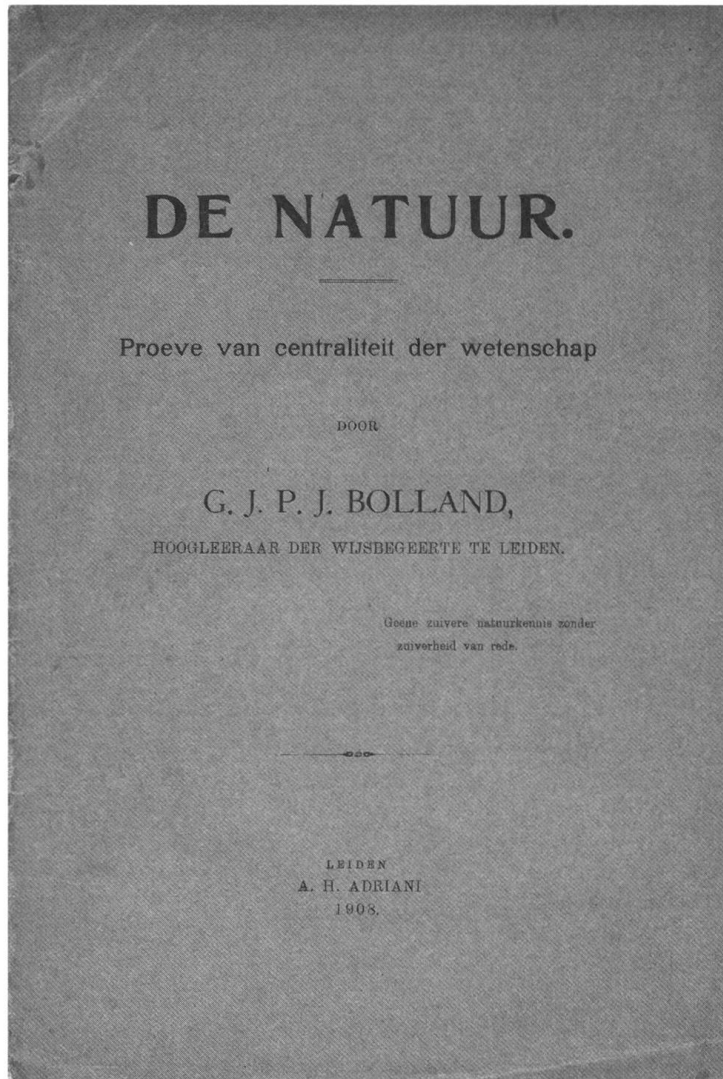 DE NATUUR.
Proeve van centraliteit der wetenschap
DOOR
G. J. P. J. BOLLAND,
HOOGLEERAAR DER WIJSBEGEERTE TE LEIDEN.
Geene zuivere natuurkennis zonder
zuiverheid van rede.
LEIDEN
A. H. ADRIANI
1908.